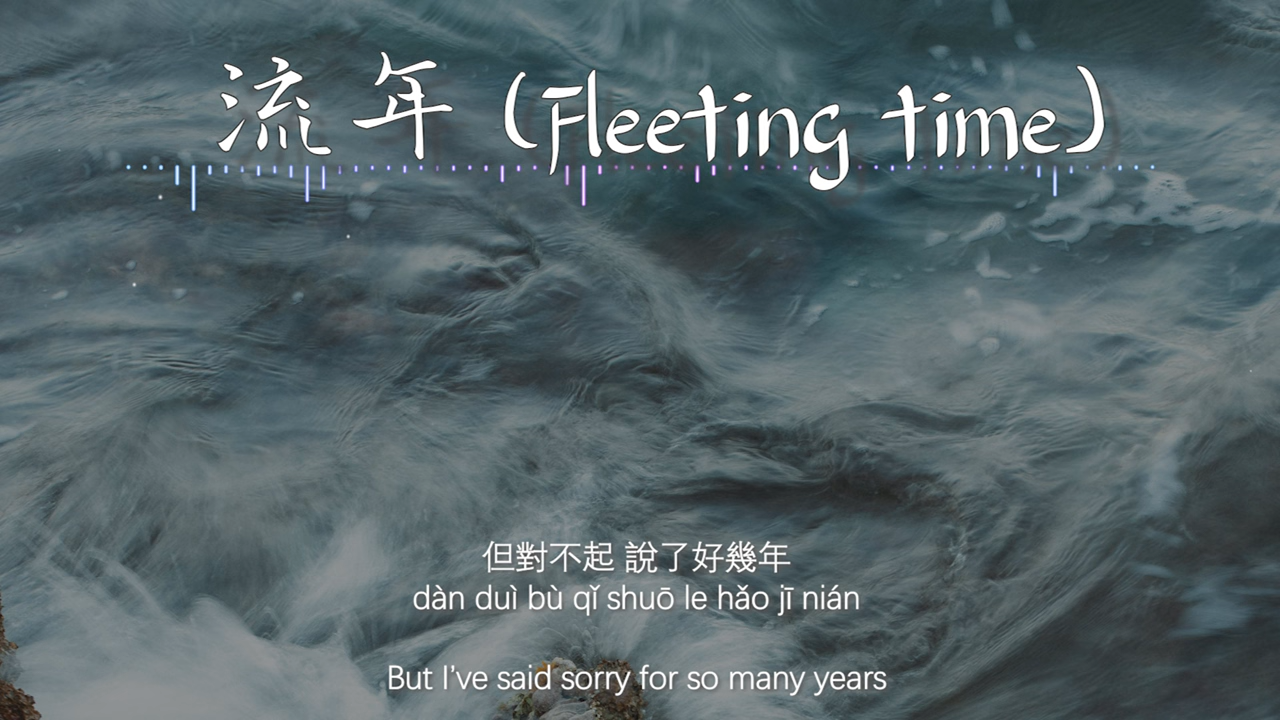 流年 (Fleeting time)
但對不起 說了好幾年
dàn duì bù qǐ shuō le hǎo jī nián
But I've said sorry for so many years